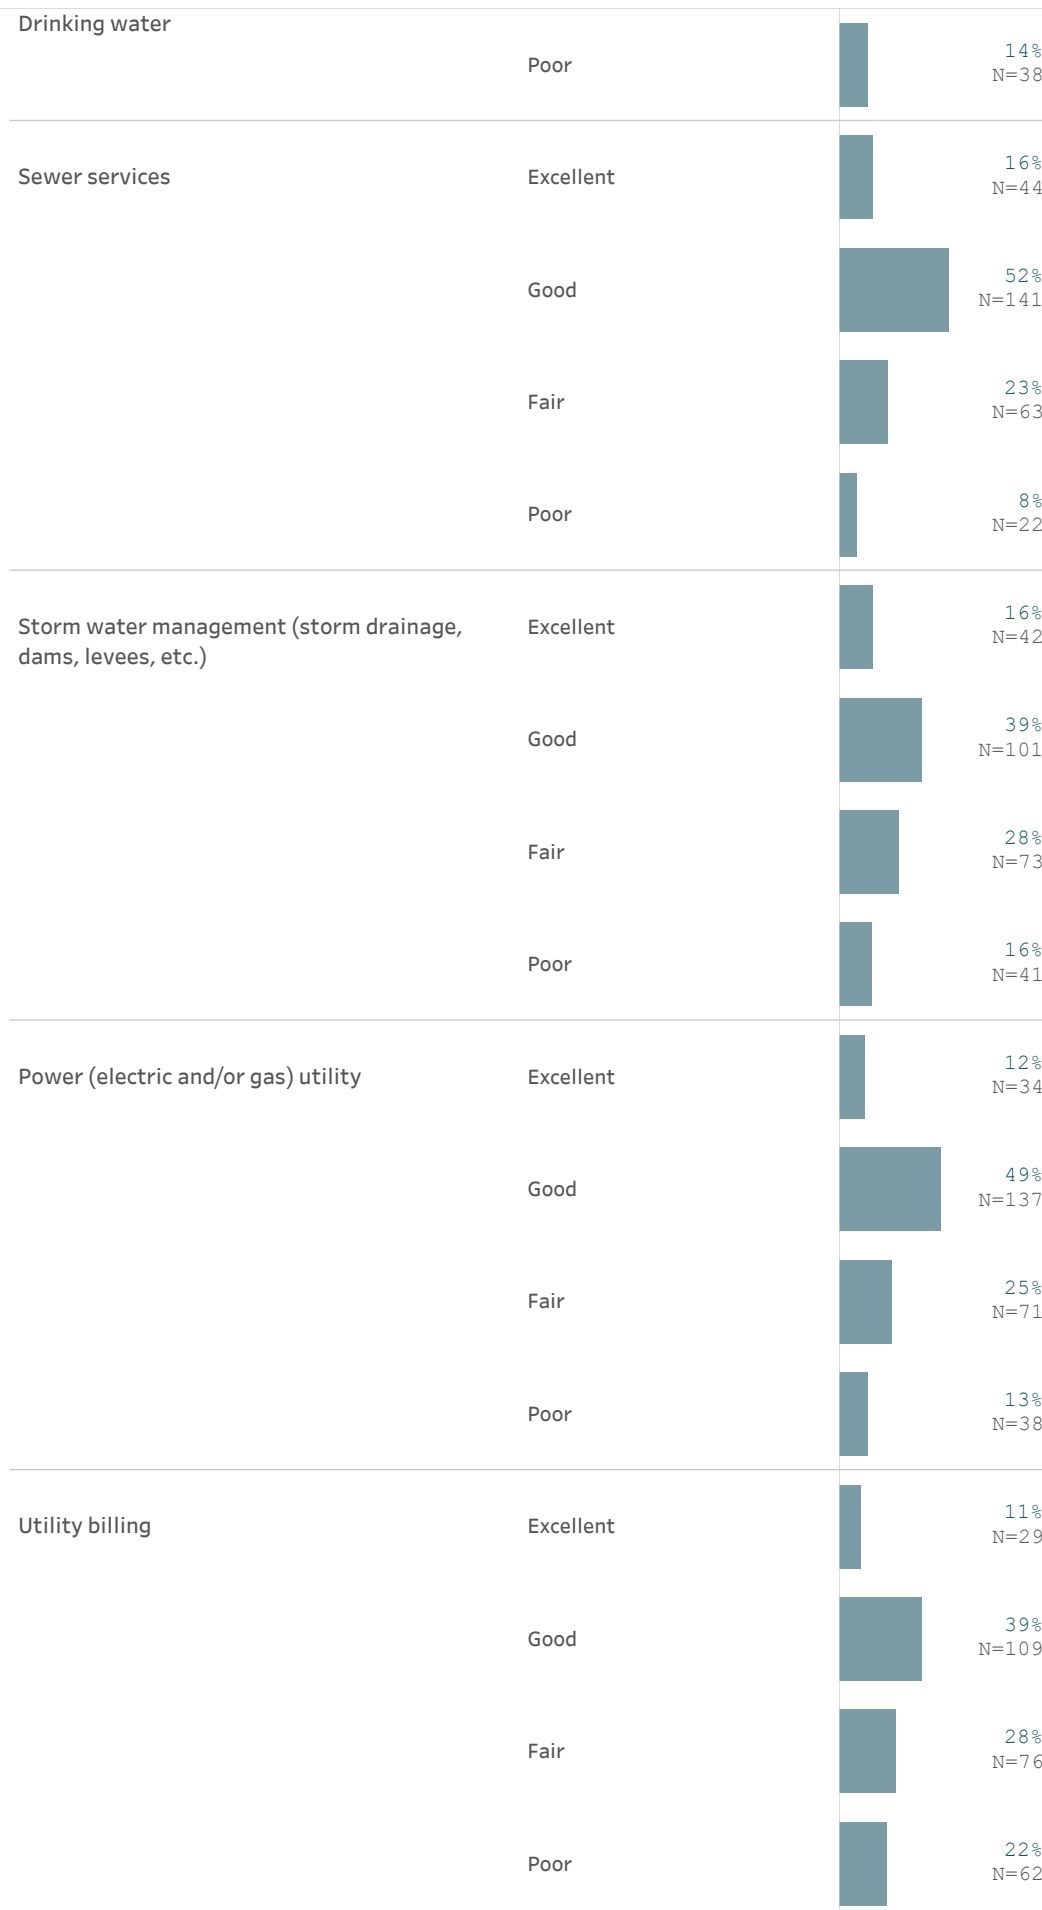 Drinking water
Poor
14%
N=38
Sewer services
Excellent
16%
N=44
Good
52%
N=141
Fair
23%
N=63
Poor
8%
N=22
Storm water management (storm drainage,
dams, levees, etc.)
Excellent
16%
N=42
Good
39%
N=101
Fair
28%
N=73
Poor
16%
N=41
Power (electric and/or gas) utility
Excellent
12%
N=34
Good
49%
N=137
Fair
25%
N=71
Poor
13%
N=38
Utility billing
Excellent
11%
N=29
Good
39%
N=109
Fair
28%
N=76
Poor
22%
N=62